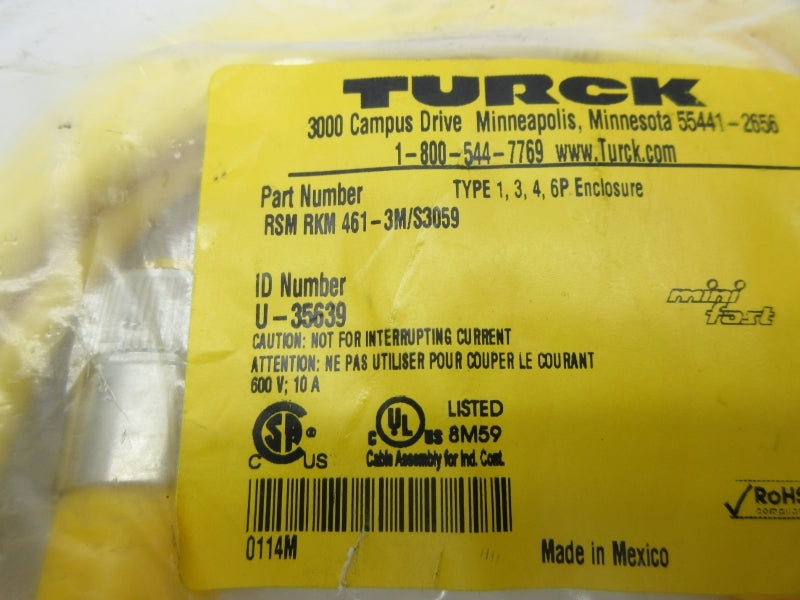 TURCK
3000 Campus Drive Minneapolis, Minnesota 55441-2656
1-800-544-7769 www.Turck.com
Part Number TYPE 1, 3, 4, 6P Enclosure
RSM RKM 461-3M/S3059
ID Number
U-35639
mini
fast
CAUTION: NOT FOR INTERRUPTING CURRENT
ATTENTION: NE PAS UTILISER POUR COUPER LE COURANT
600 V; 10 A
SA ® C US
C UL US LISTED
8M59
Cable Assembly for Ind. Cont.
RoHS
0114M
Made in Mexico